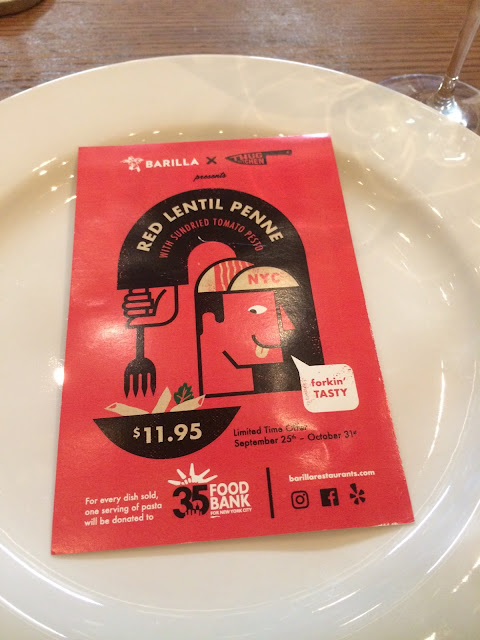 BARILLA X THUG KITCHEN
presents
RED LENTIL PENNE
WITH SUNDRIED TOMATO PESTO
NYC
forkin'
TASTY
$11.95
Limited Time Offer
September 25th – October 31st
For every dish sold,
one serving of pasta
will be donated to
35 FOOD
BANK
FOR NEW YORK CITY
barillarestaurants.com